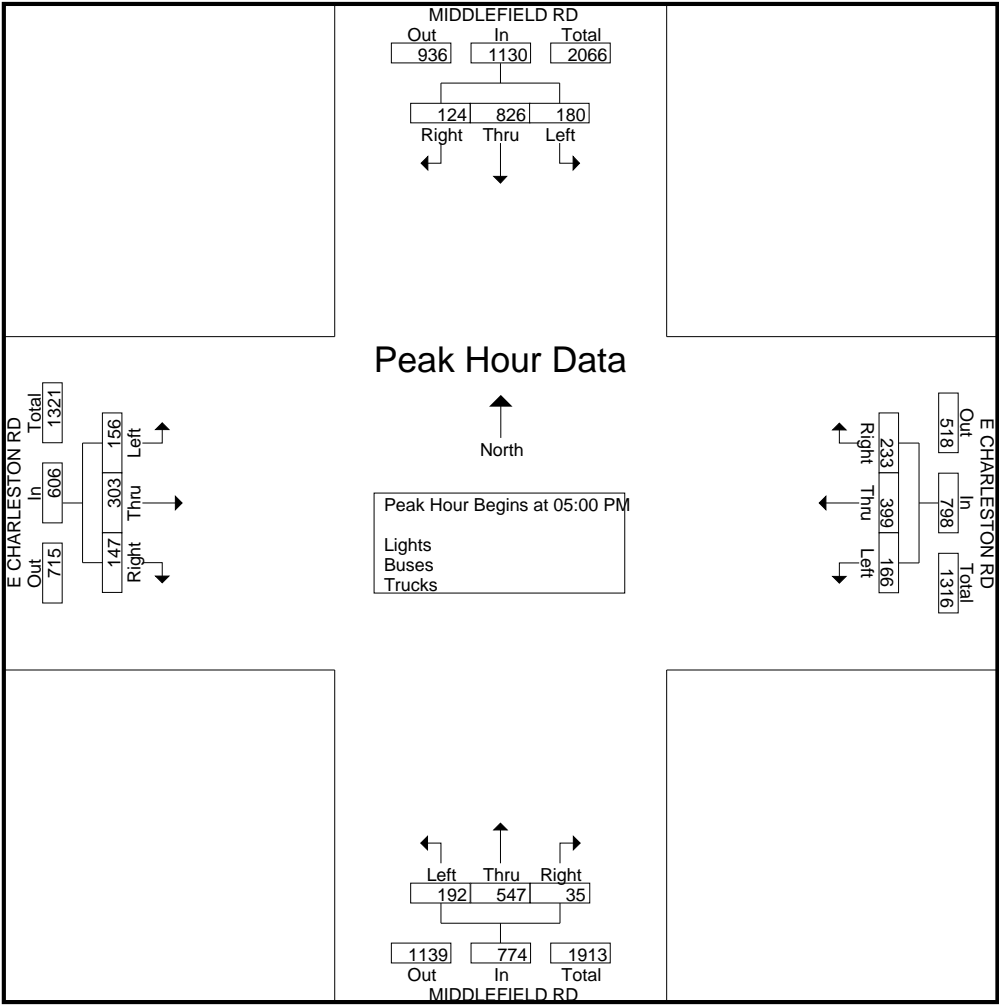 MIDDLEFIELD RD
Out In Total
936 1130 2066
124 826 180
Right Thru Left
Peak Hour Data
North
Peak Hour Begins at 05:00 PM
Lights
Buses
Trucks
E CHARLESTON RD
Out In Total
715 606 1321
Left Thru Right
156 303 147
E CHARLESTON RD
Out In Total
518 798 1316
Right Thru Left
233 399 166
Left Thru Right
192 547 35
1139 774 1913
Out In Total
MIDDLEFIELD RD